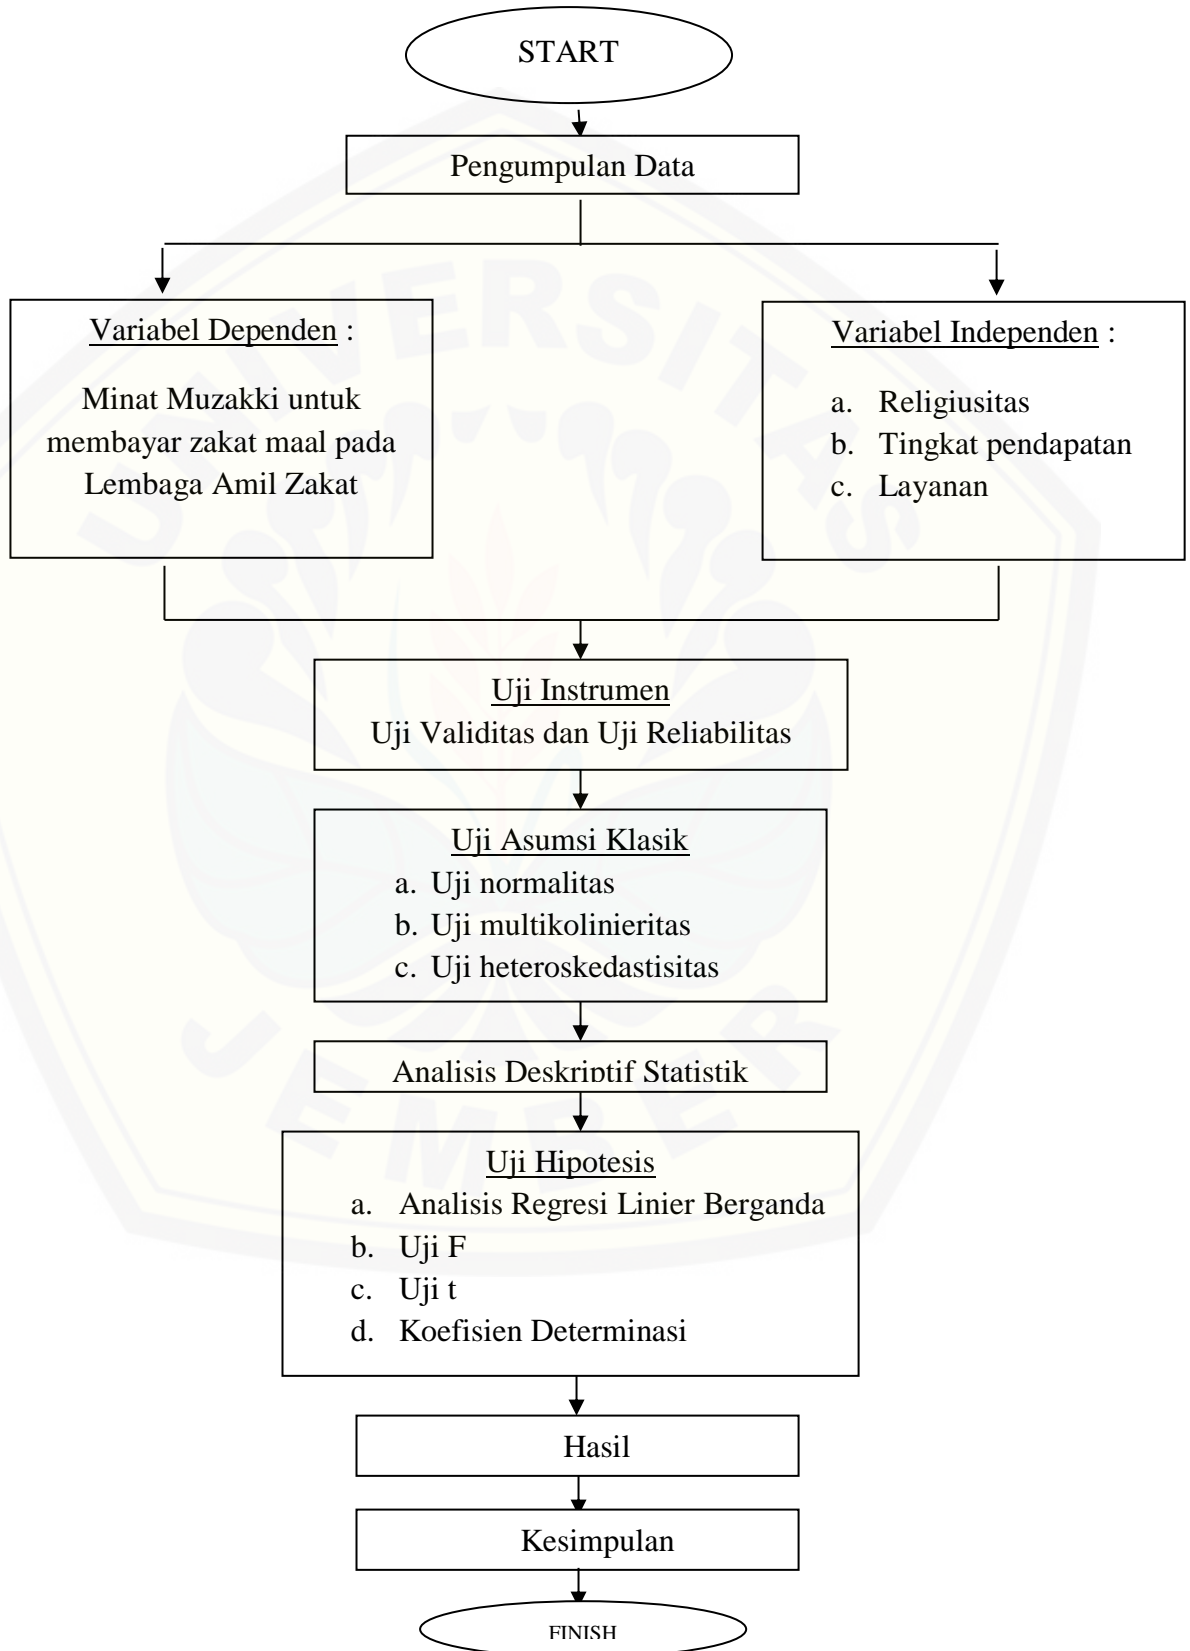 START
Pengumpulan Data
Variabel Dependen :
Minat Muzakki untuk
membayar zakat maal pada
Lembaga Amil Zakat
Variabel Independen :
a. Religiusitas
b. Tingkat pendapatan
c. Layanan
Uji Instrumen
Uji Validitas dan Uji Reliabilitas
Uji Asumsi Klasik
a. Uji normalitas
b. Uji multikolinieritas
c. Uji heteroskedastisitas
Analisis Deskriptif Statistik
Uji Hipotesis
a. Analisis Regresi Linier Berganda
b. Uji F
c. Uji t
d. Koefisien Determinasi
Hasil
Kesimpulan
FINISH
UNIVERSITAS
JEMBER